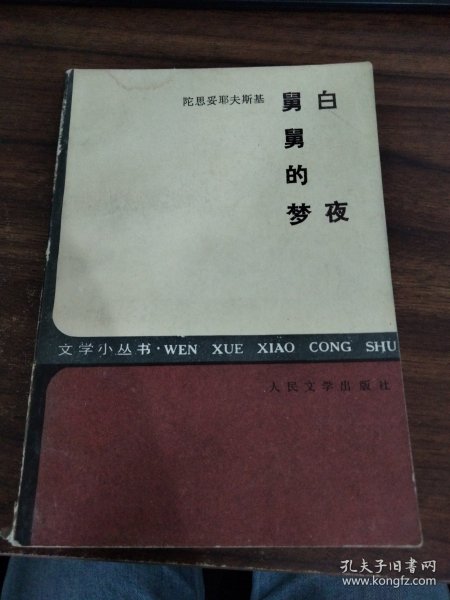 白夜
舅舅的梦
陀思妥耶夫斯基
文学小丛书·WEN XUE XIAO CONG SHU
人民文学出版社
孔夫子旧书网
www.kongfz.com